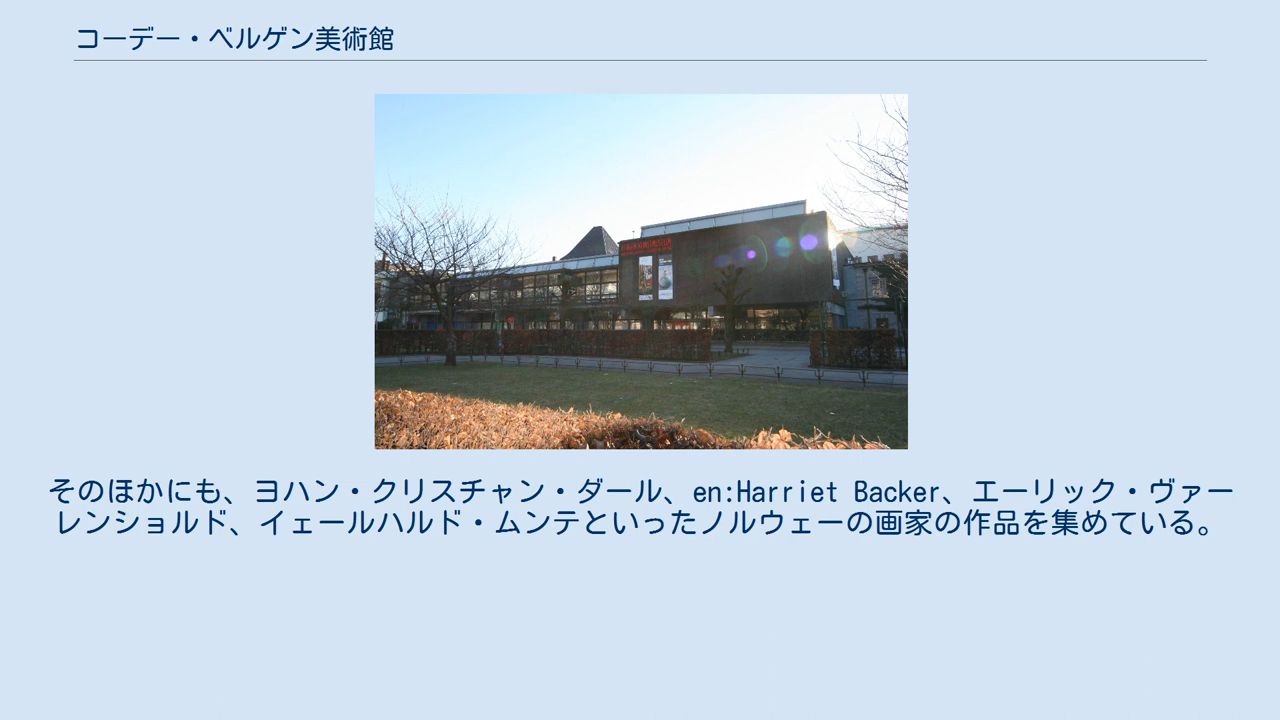 コーデー・ベルゲン美術館
そのほかにも、ヨハン・クリスチャン・ダール、en:Harriet Backer、エーリック・ヴァー
レンショルド、イェールハルド・ムンテといったノルウェーの画家の作品を集めている。